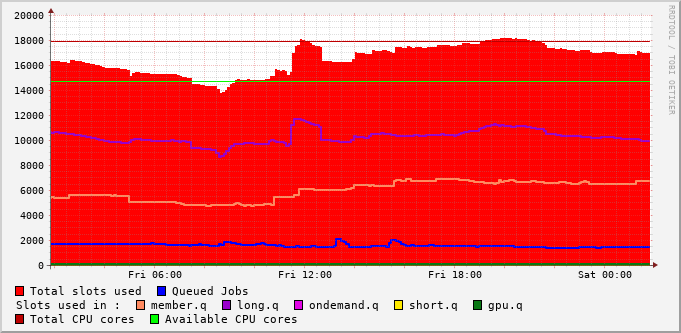 20000
18000
16000
14000
12000
10000
8000
6000
4000
2000
0
Fri 06:00 Fri 12:00 Fri 18:00 Sat 00:00
Total slots used Queued Jobs
Slots used in : member.q long.q ondemand.q short.q gpu.q
Total CPU cores Available CPU cores
RRDTOOL / TOBI OETIKER